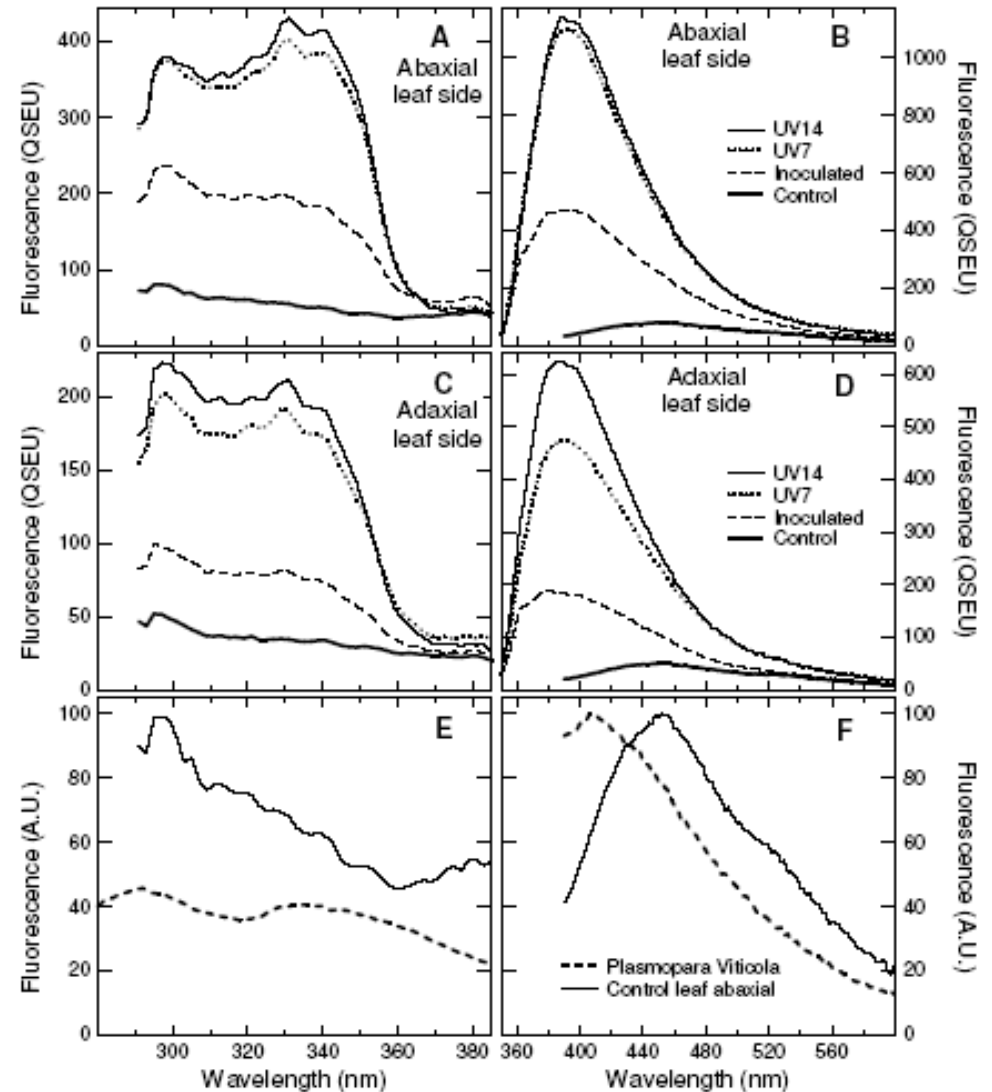 A
Abaxial
leaf side
400
300
200
100
0
Fluorescence (QSEU)
B
Abaxial
leaf side
UV14
UV7
Inoculated
Control
1000
800
600
400
200
0
Fluorescence (QSEU)
C
Adaxial
leaf side
200
150
100
50
0
Fluorescence (QSEU)
D
Adaxial
leaf side
UV14
UV7
Inoculated
Control
600
500
400
300
200
100
0
Fluorescence (QSEU)
E
100
80
60
40
20
0
Fluorescence (A.U.)
300 320 340 360 380
Wavelength (nm)
F
Plasmopara Viticola
Control leaf abaxial
100
80
60
40
20
0
Fluorescence (A.U.)
360 400 440 480 520 560
Wavelength (nm)